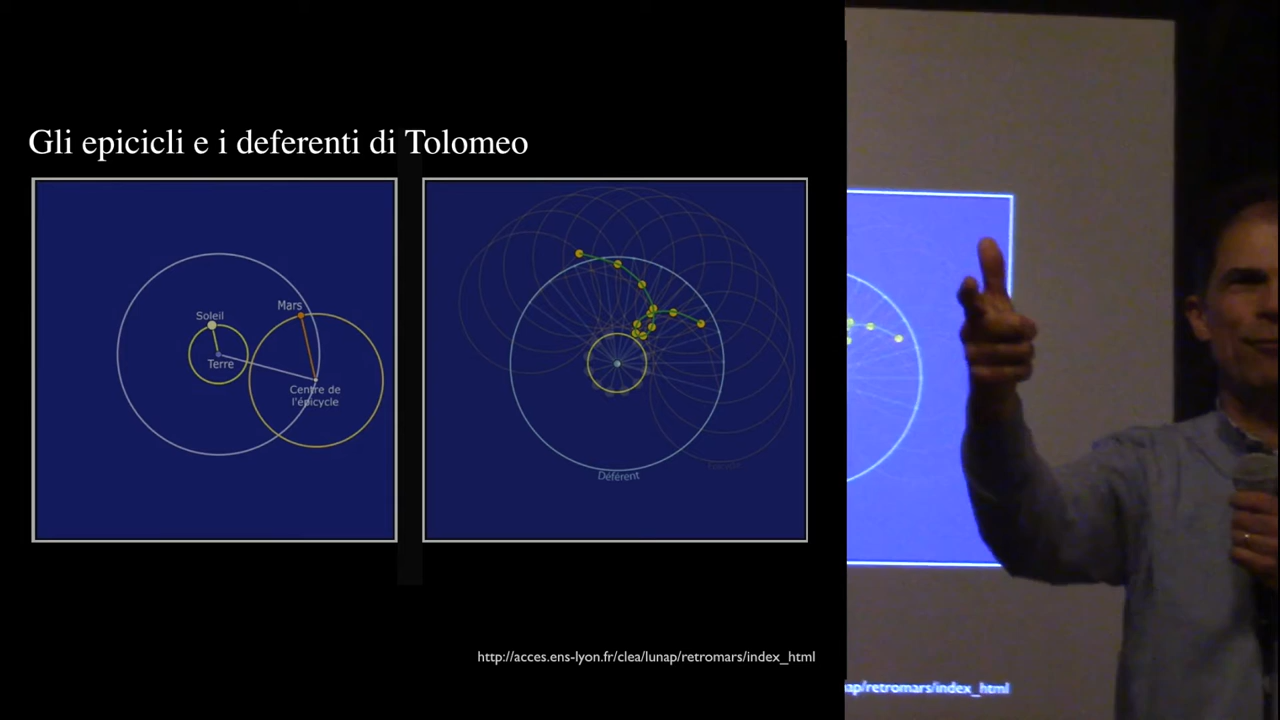 Gli epicicli e i deferenti di Tolomeo
Soleil
Mars
Terre
Centre de
l'épicycle
Déférent
http://acces.ens-lyon.fr/clea/lunap/retromars/index_html
ap/retromars/index_html